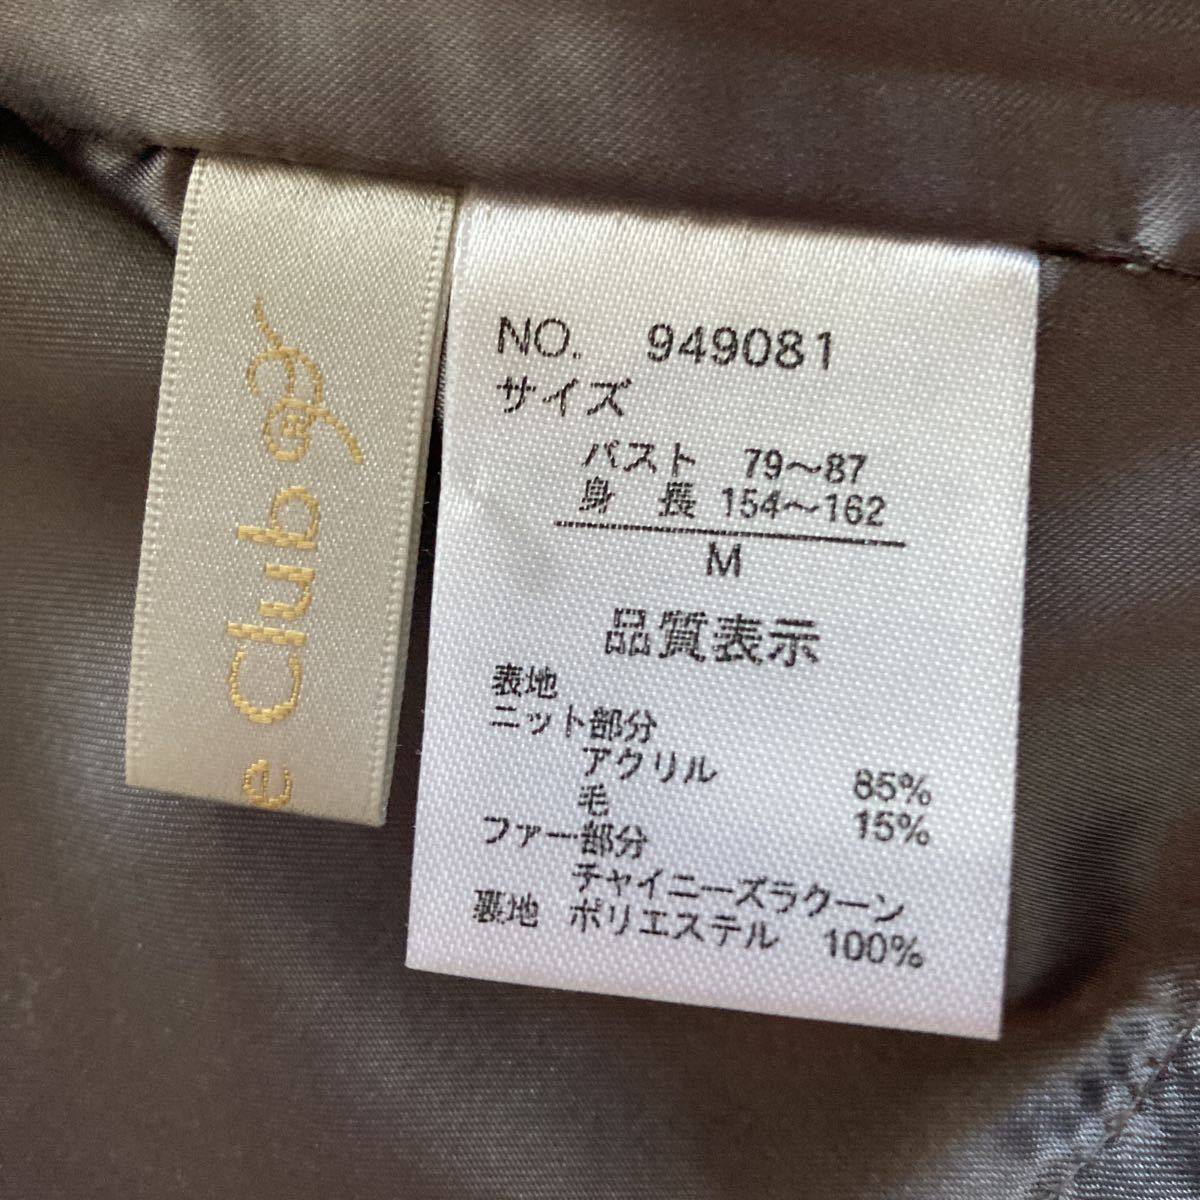 e Club
®
NO. 949081
サイズ
バスト 79〜87
身 長 154〜162
M
品質表示
表地
ニット部分
アクリル 85%
毛 15%
ファー部分
チャイニーズラクーン
裏地 ポリエステル 100%